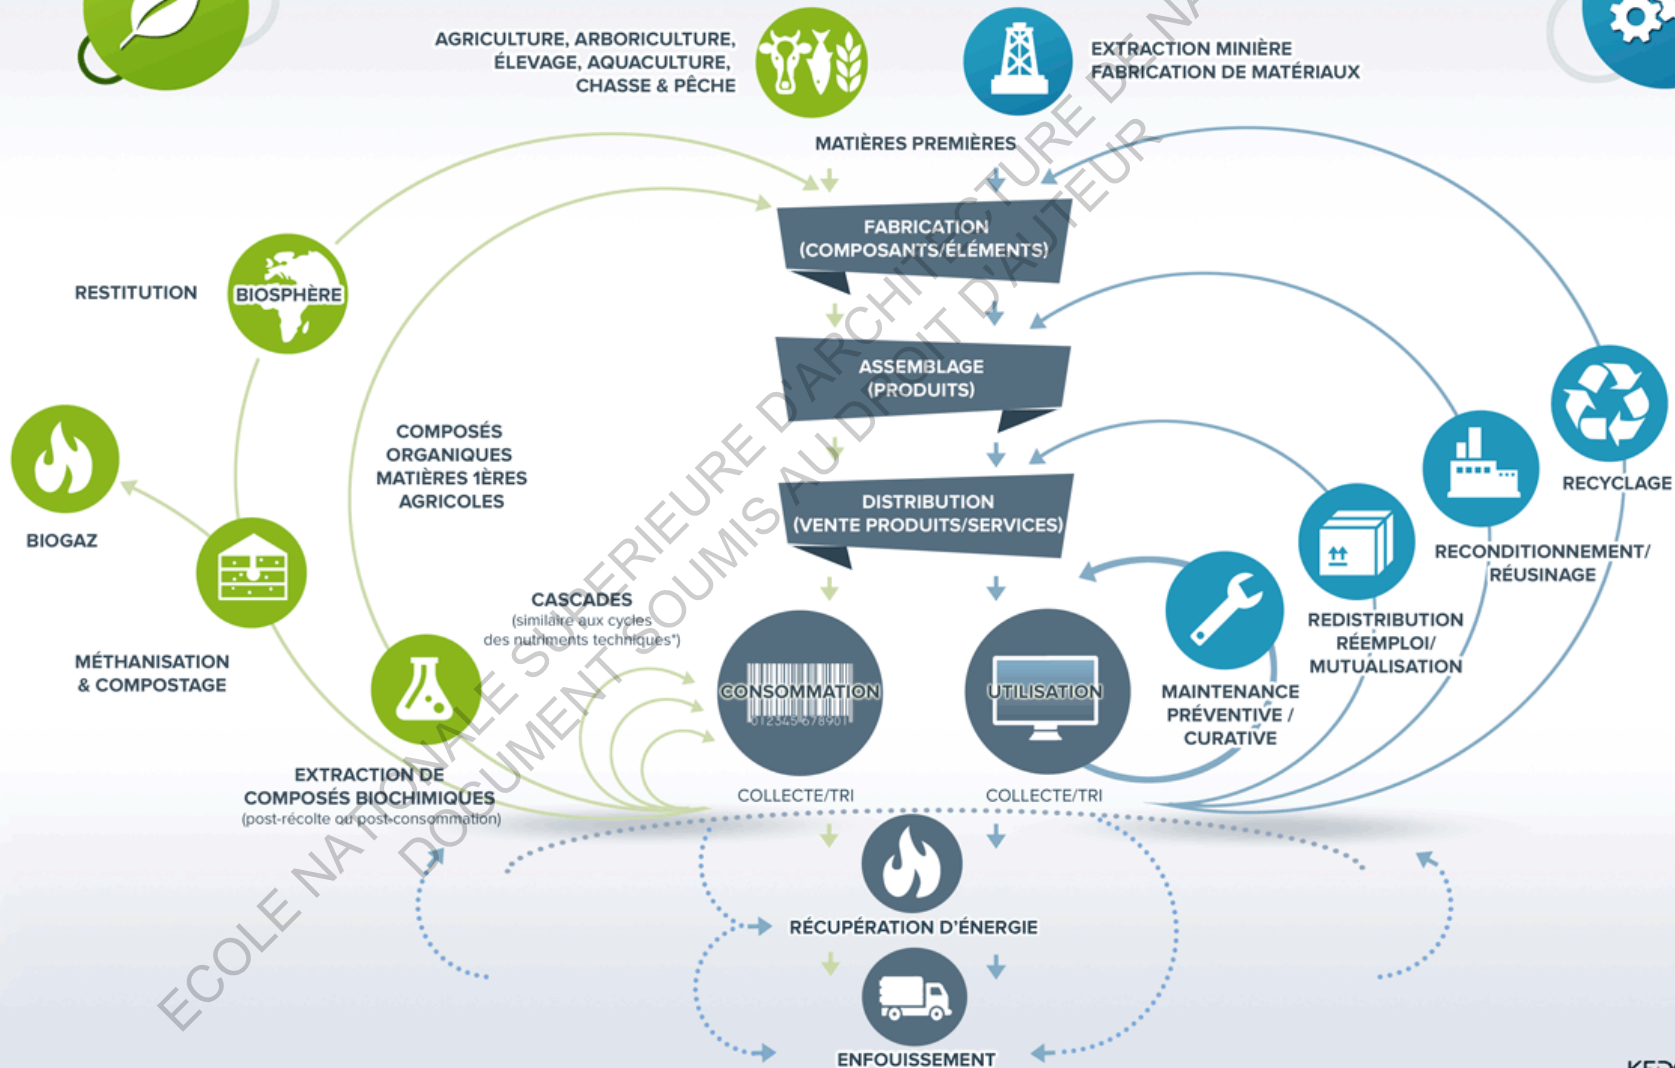 AGRICULTURE, ARBORICULTURE,
ÉLEVAGE, AQUACULTURE,
CHASSE & PÊCHE
EXTRACTION MINIÈRE
FABRICATION DE MATÉRIAUX
MATIÈRES PREMIÈRES
FABRICATION
(COMPOSANTS/ÉLÉMENTS)
RESTITUTION
BIOSPHÈRE
ASSEMBLAGE
(PRODUITS)
COMPOSÉS
ORGANIQUES
MATIÈRES 1ÈRES
AGRICOLES
RECYCLAGE
DISTRIBUTION
(VENTE PRODUITS/SERVICES)
BIOGAZ
RECONDITIONNEMENT/
RÉUSINAGE
CASCADES
(similaire aux cycles
des nutriments techniques*)
REDISTRIBUTION
RÉEMPLOI/
MUTUALISATION
MÉTHANISATION
& COMPOSTAGE
CONSOMMATION
012345678901
UTILISATION
MAINTENANCE
PRÉVENTIVE /
CURATIVE
EXTRACTION DE
COMPOSÉS BIOCHIMIQUES
(post-récolte ou post-consommation)
COLLECTE/TRI
COLLECTE/TRI
RÉCUPÉRATION D'ÉNERGIE
ENFOUISSEMENT
ECOLE NATIONALE SUPERIEURE D'ARCHITECTURE DE
DOCUMENT SOUMIS AU DROIT D'AUTEUR